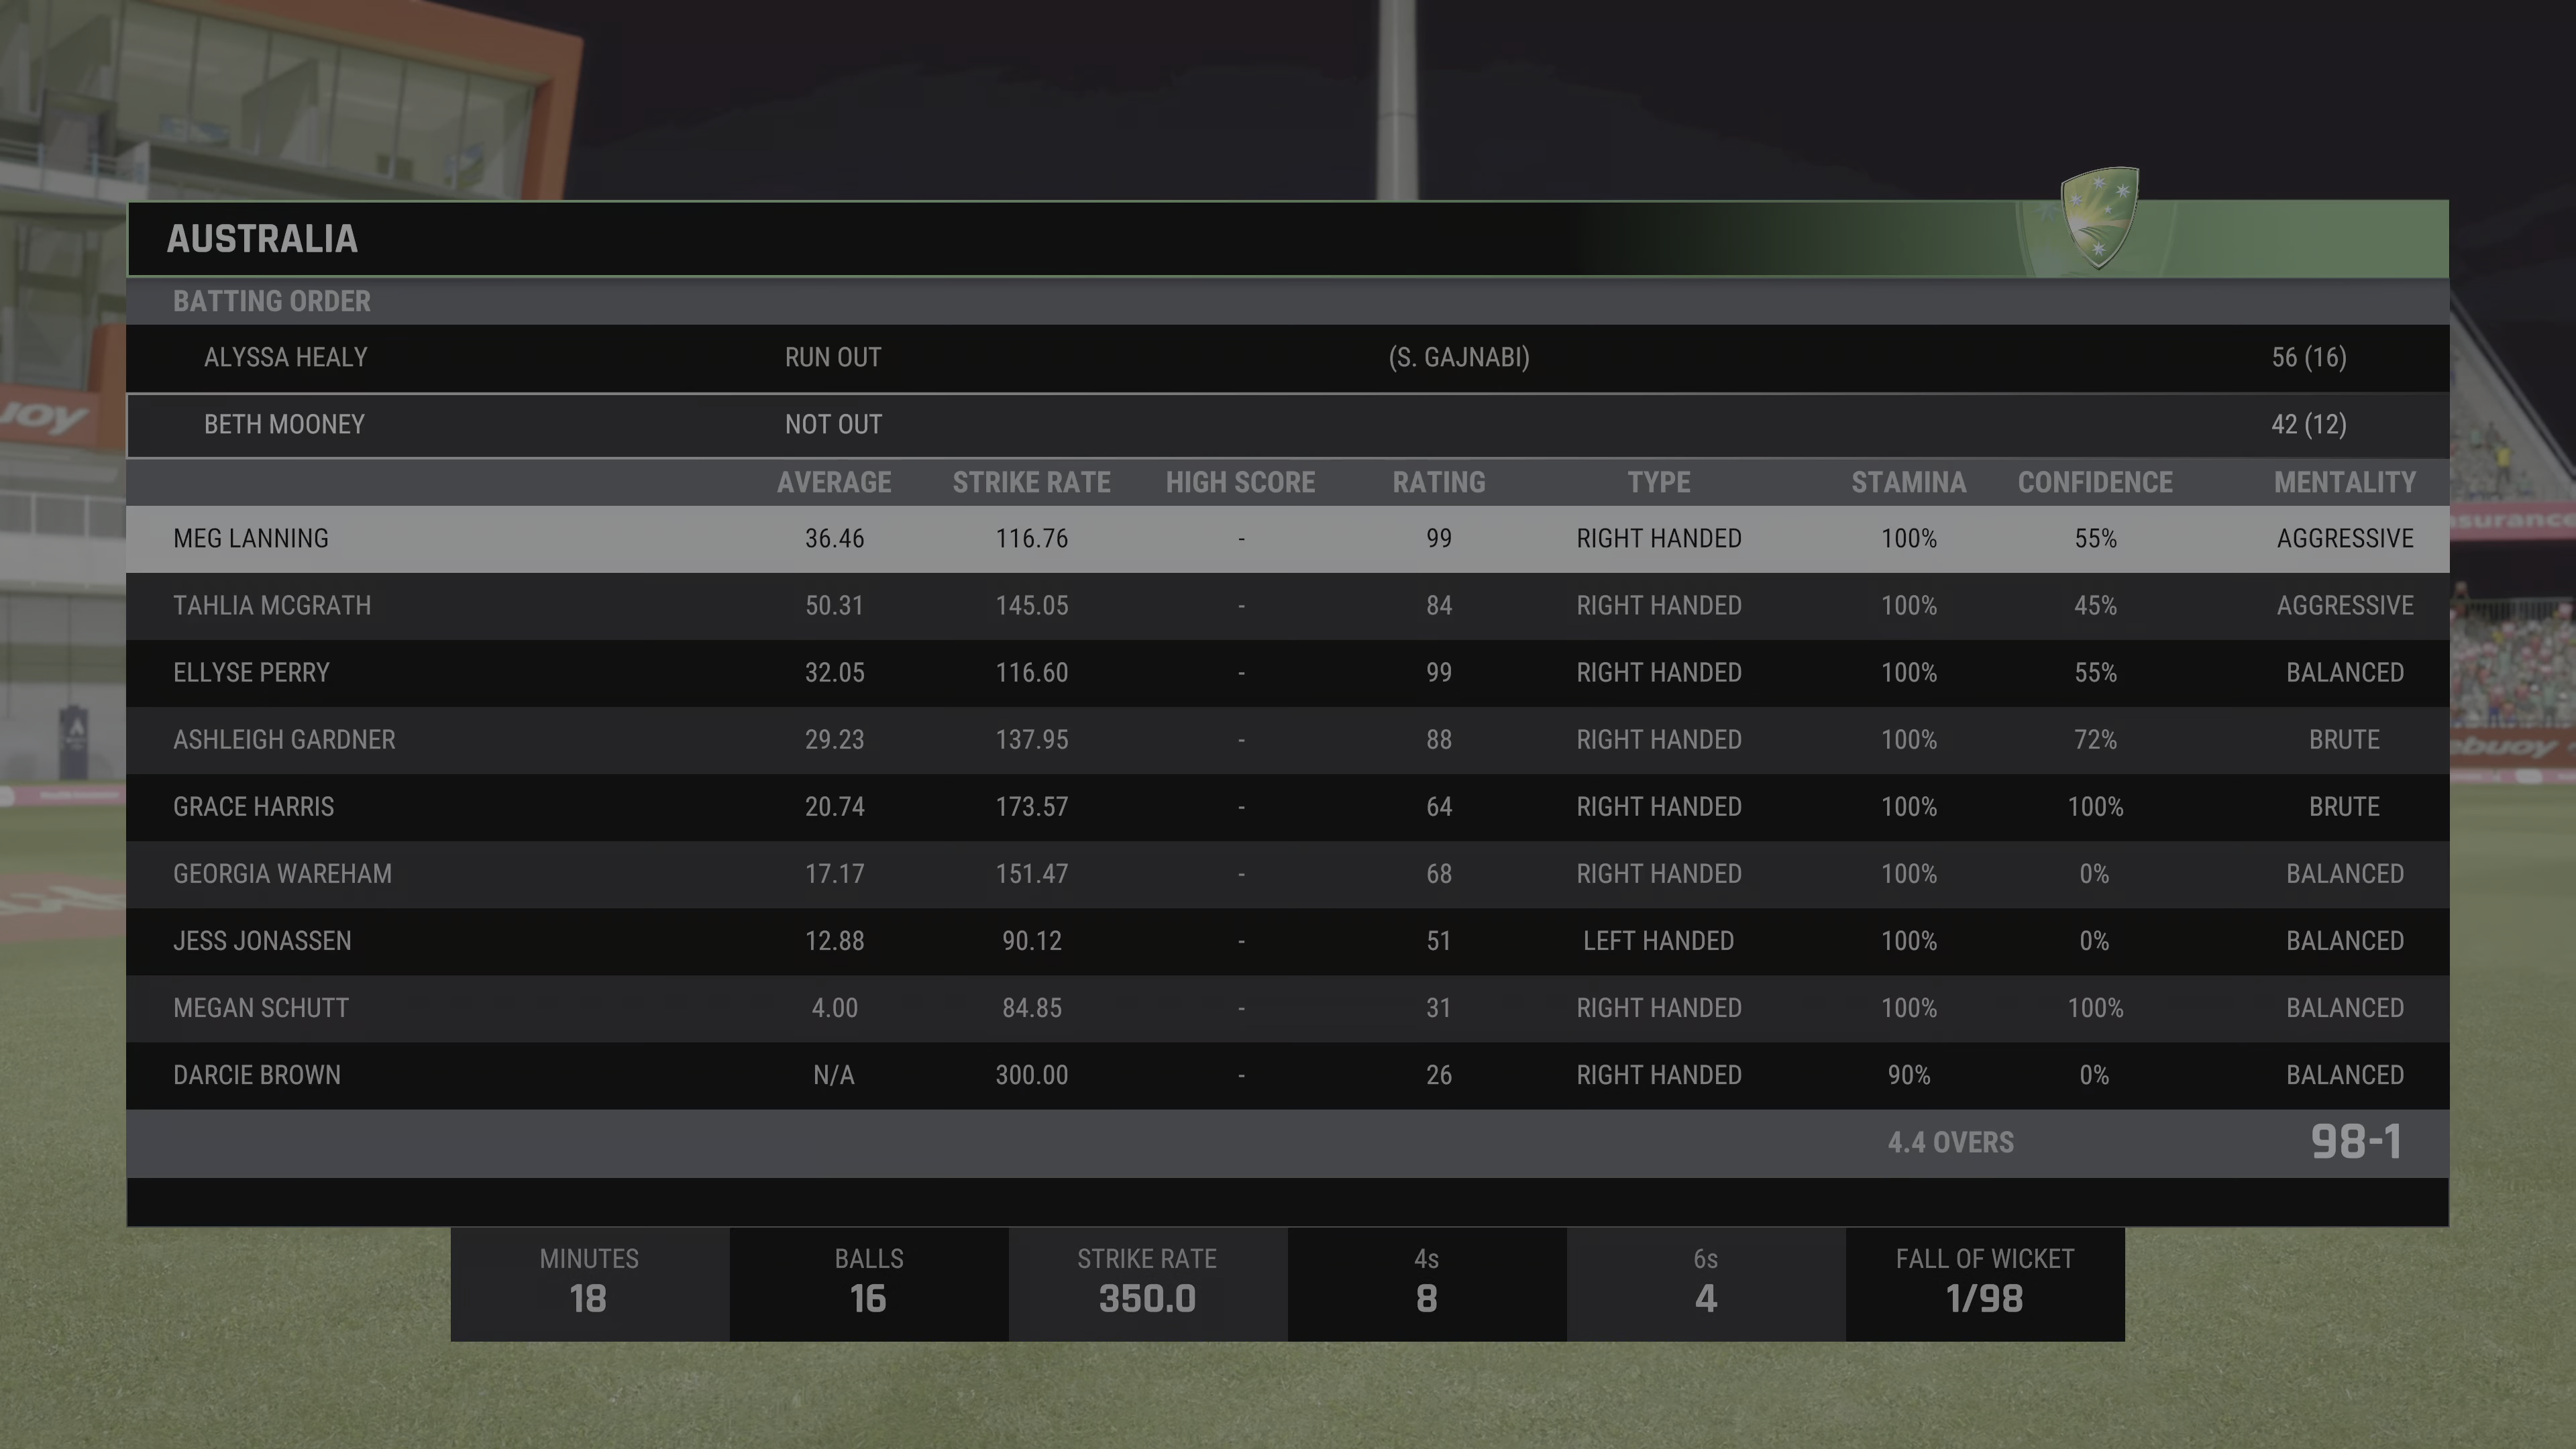 AUSTRALIA
BATTING ORDER
ALYSSA HEALY RUN OUT (S. GAJNABI) 56 (16)
BETH MOONEY NOT OUT 42 (12)
AVERAGE STRIKE RATE HIGH SCORE RATING TYPE STAMINA CONFIDENCE MENTALITY
MEG LANNING 36.46 116.76 - 99 RIGHT HANDED 100% 55% AGGRESSIVE
TAHLIA MCGRATH 50.31 145.05 - 84 RIGHT HANDED 100% 45% AGGRESSIVE
ELLYSE PERRY 32.05 116.60 - 99 RIGHT HANDED 100% 55% BALANCED
ASHLEIGH GARDNER 29.23 137.95 - 88 RIGHT HANDED 100% 72% BRUTE
GRACE HARRIS 20.74 173.57 - 64 RIGHT HANDED 100% 100% BRUTE
GEORGIA WAREHAM 17.17 151.47 - 68 RIGHT HANDED 100% 0% BALANCED
JESS JONASSEN 12.88 90.12 - 51 LEFT HANDED 100% 0% BALANCED
MEGAN SCHUTT 4.00 84.85 - 31 RIGHT HANDED 100% 100% BALANCED
DARCIE BROWN N/A 300.00 - 26 RIGHT HANDED 90% 0% BALANCED
4.4 OVERS 98-1
MINUTES BALLS STRIKE RATE 4s 6s FALL OF WICKET
18 16 350.0 8 4 1/98